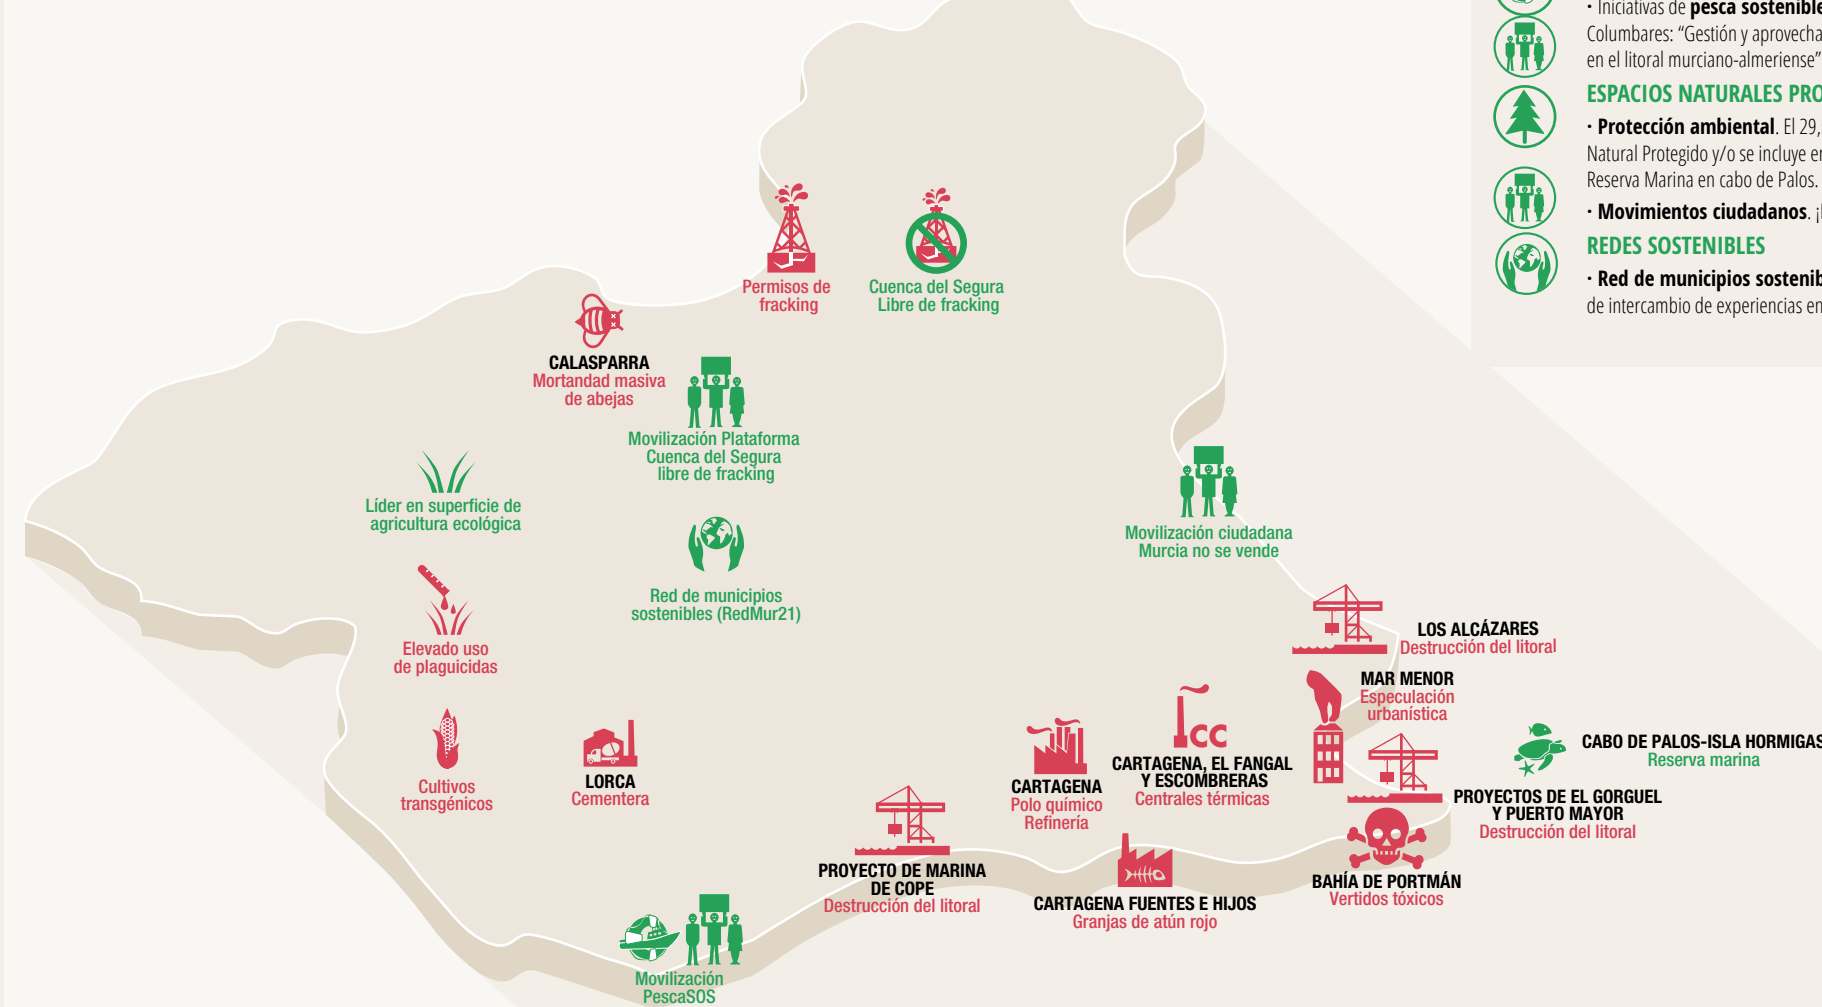 · Iniciativas de pesca sostenible
Columbares: “Gestión y aprovecha
en el litoral murciano-almeriense”
ESPACIOS NATURALES PRO
· Protección ambiental. El 29,
Natural Protegido y/o se incluye en
Reserva Marina en cabo de Palos.
· Movimientos ciudadanos. ¡
REDES SOSTENIBLES
· Red de municipios sostenib
de intercambio de experiencias en
Permisos de
fracking
Cuenca del Segura
Libre de fracking
CALASPARRA
Mortandad masiva
de abejas
Movilización Plataforma
Cuenca del Segura
libre de fracking
Líder en superficie de
agricultura ecológica
Movilización ciudadana
Murcia no se vende
Red de municipios
sostenibles (RedMur21)
Elevado uso
de plaguicidas
LOS ALCÁZARES
Destrucción del litoral
MAR MENOR
Especulación
urbanística
CABO DE PALOS-ISLA HORMIGAS
Reserva marina
CC
CARTAGENA, EL FANGAL
Y ESCOMBRERAS
Centrales térmicas
CARTAGENA
Polo químico
Refinería
LORCA
Cementera
Cultivos
transgénicos
PROYECTOS DE EL GORGUEL
Y PUERTO MAYOR
Destrucción del litoral
PROYECTO DE MARINA
DE COPE
Destrucción del litoral
BAHÍA DE PORTMÁN
Vertidos tóxicos
CARTAGENA FUENTES E HIJOS
Granjas de atún rojo
Movilización
PescaSOS